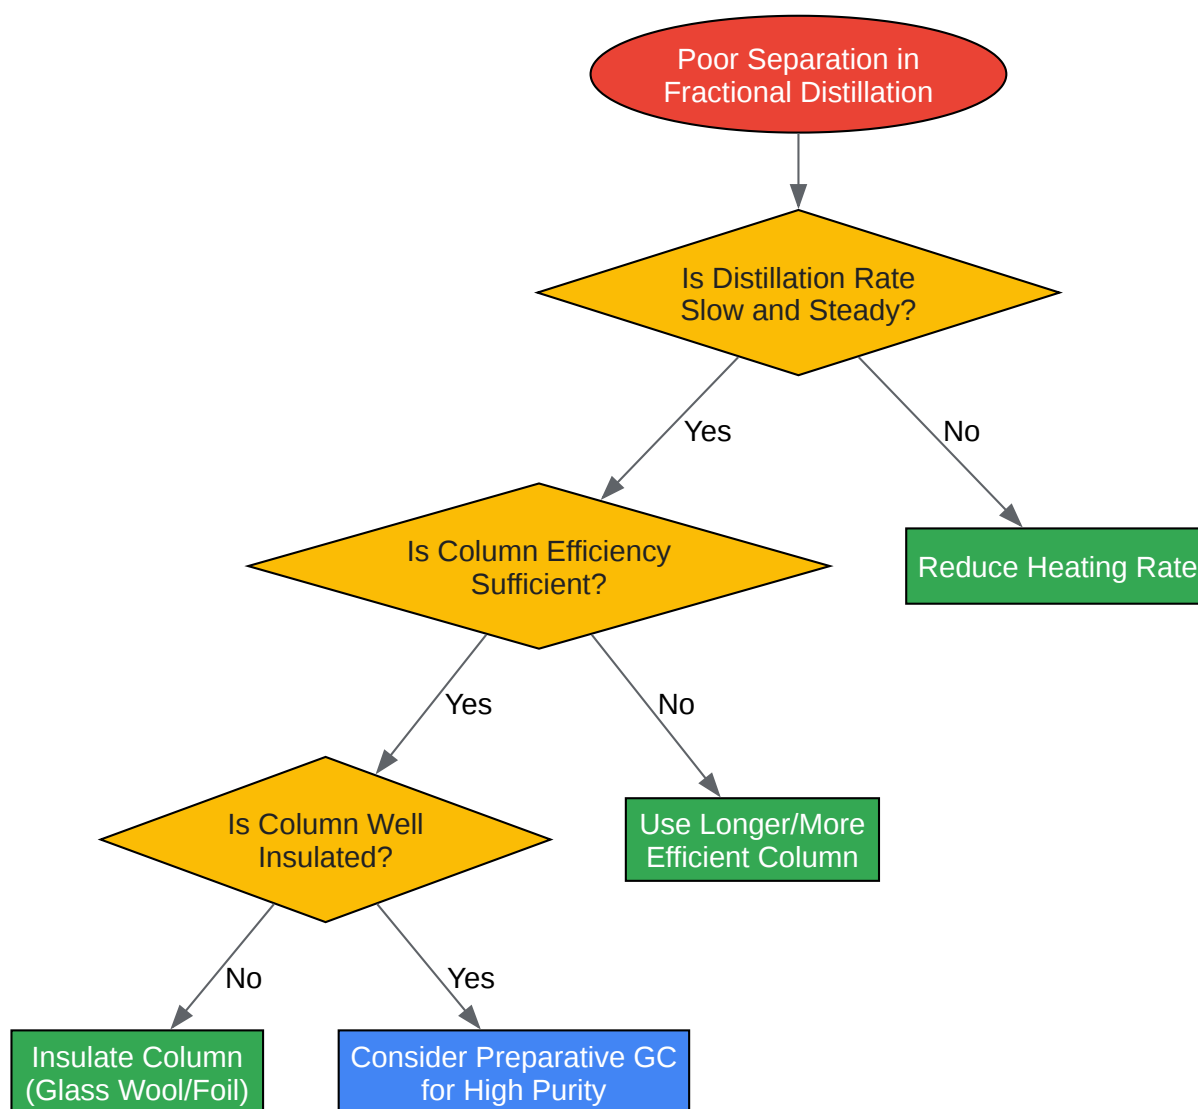 Poor Separation in
Fractional Distillation
Is Distillation Rate
Slow and Steady?
Yes
No
Is Column Efficiency
Sufficient?
Reduce Heating Rate
Yes
No
Is Column Well
Insulated?
Use Longer/More
Efficient Column
No
Yes
Insulate Column
(Glass Wool/Foil)
Consider Preparative GC
for High Purity